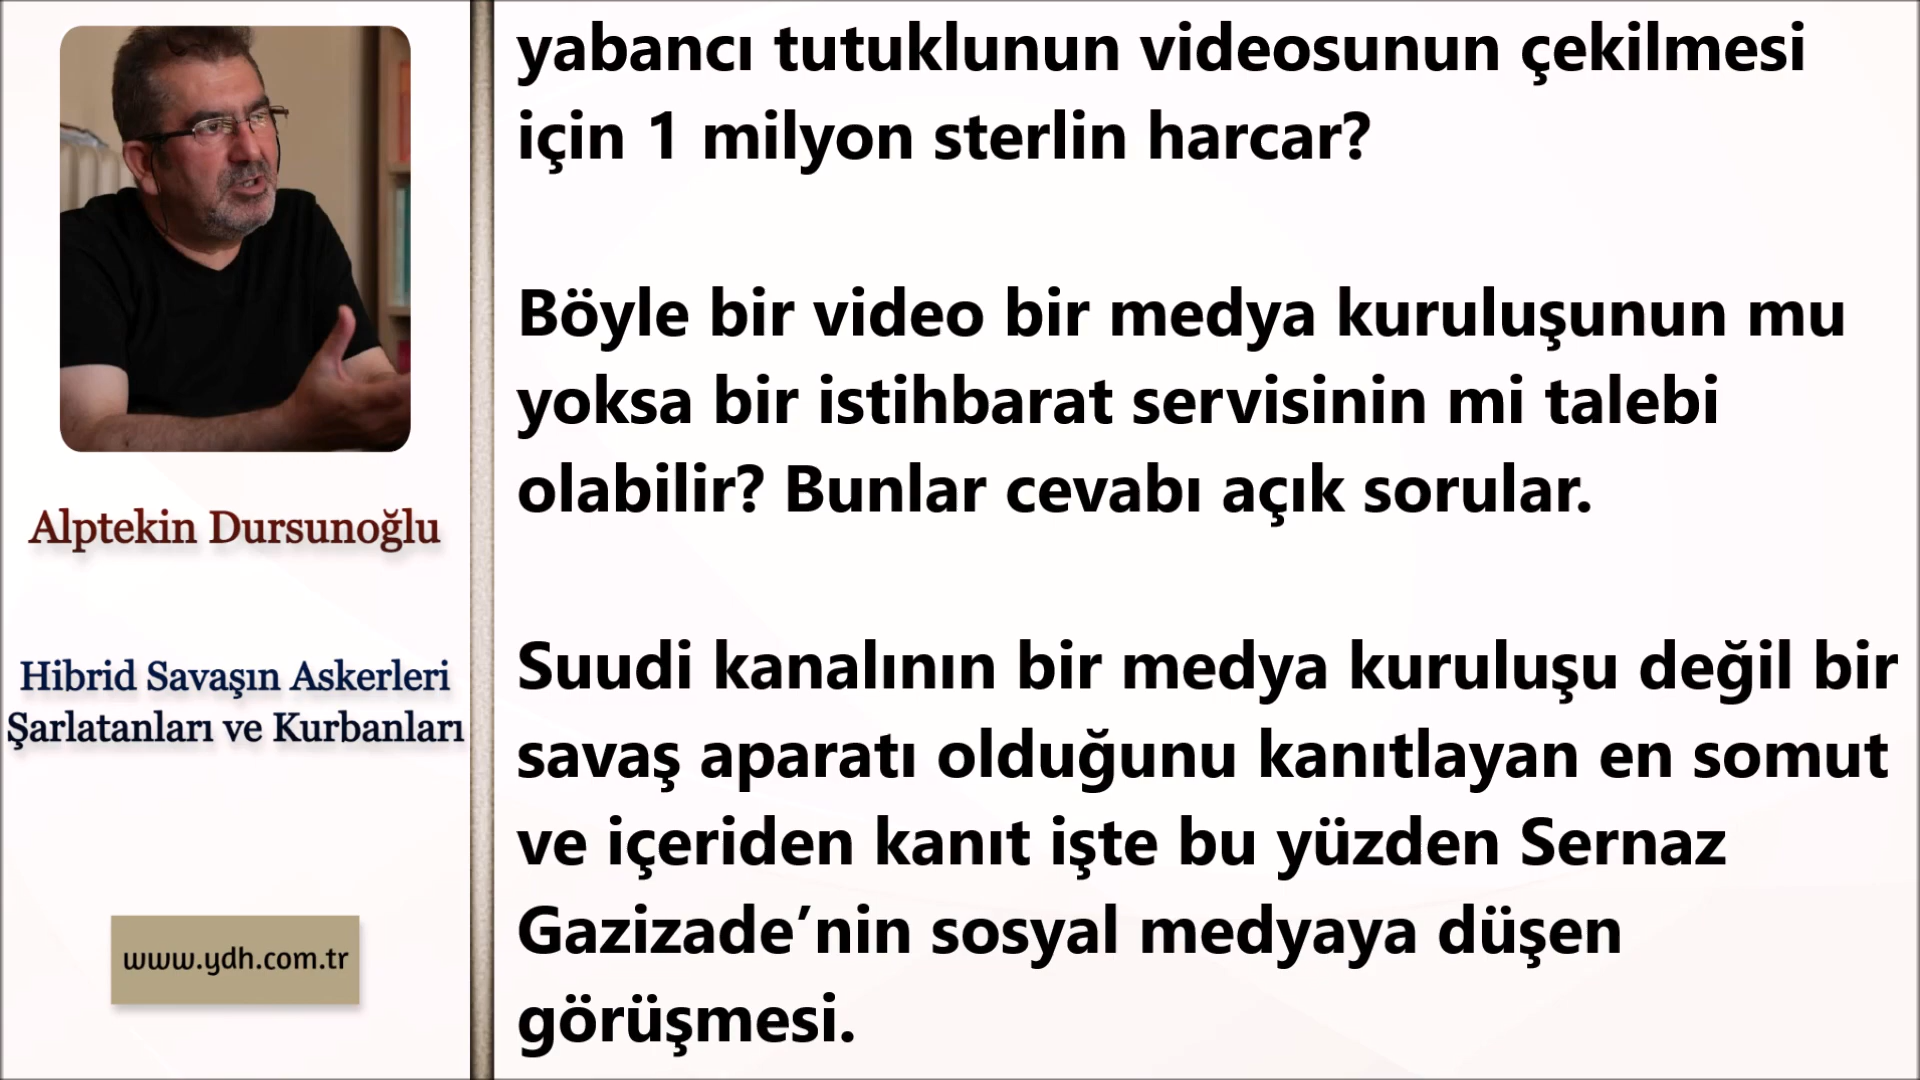 Alptekin Dursunoğlu
Hibrid Savaşın Askerleri
Şarlatanları ve Kurbanları
www.ydh.com.tr
yabancı tutuklunun videosunun çekilmesi
için 1 milyon sterlin harcar?
Böyle bir video bir medya kuruluşunun mu
yoksa bir istihbarat servisinin mi talebi
olabilir? Bunlar cevabı açık sorular.
Suudi kanalının bir medya kuruluşu değil bir
savaş aparatı olduğunu kanıtlayan en somut
ve içeriden kanıt işte bu yüzden Sernaz
Gazizade’nin sosyal medyaya düşen
görüşmesi.